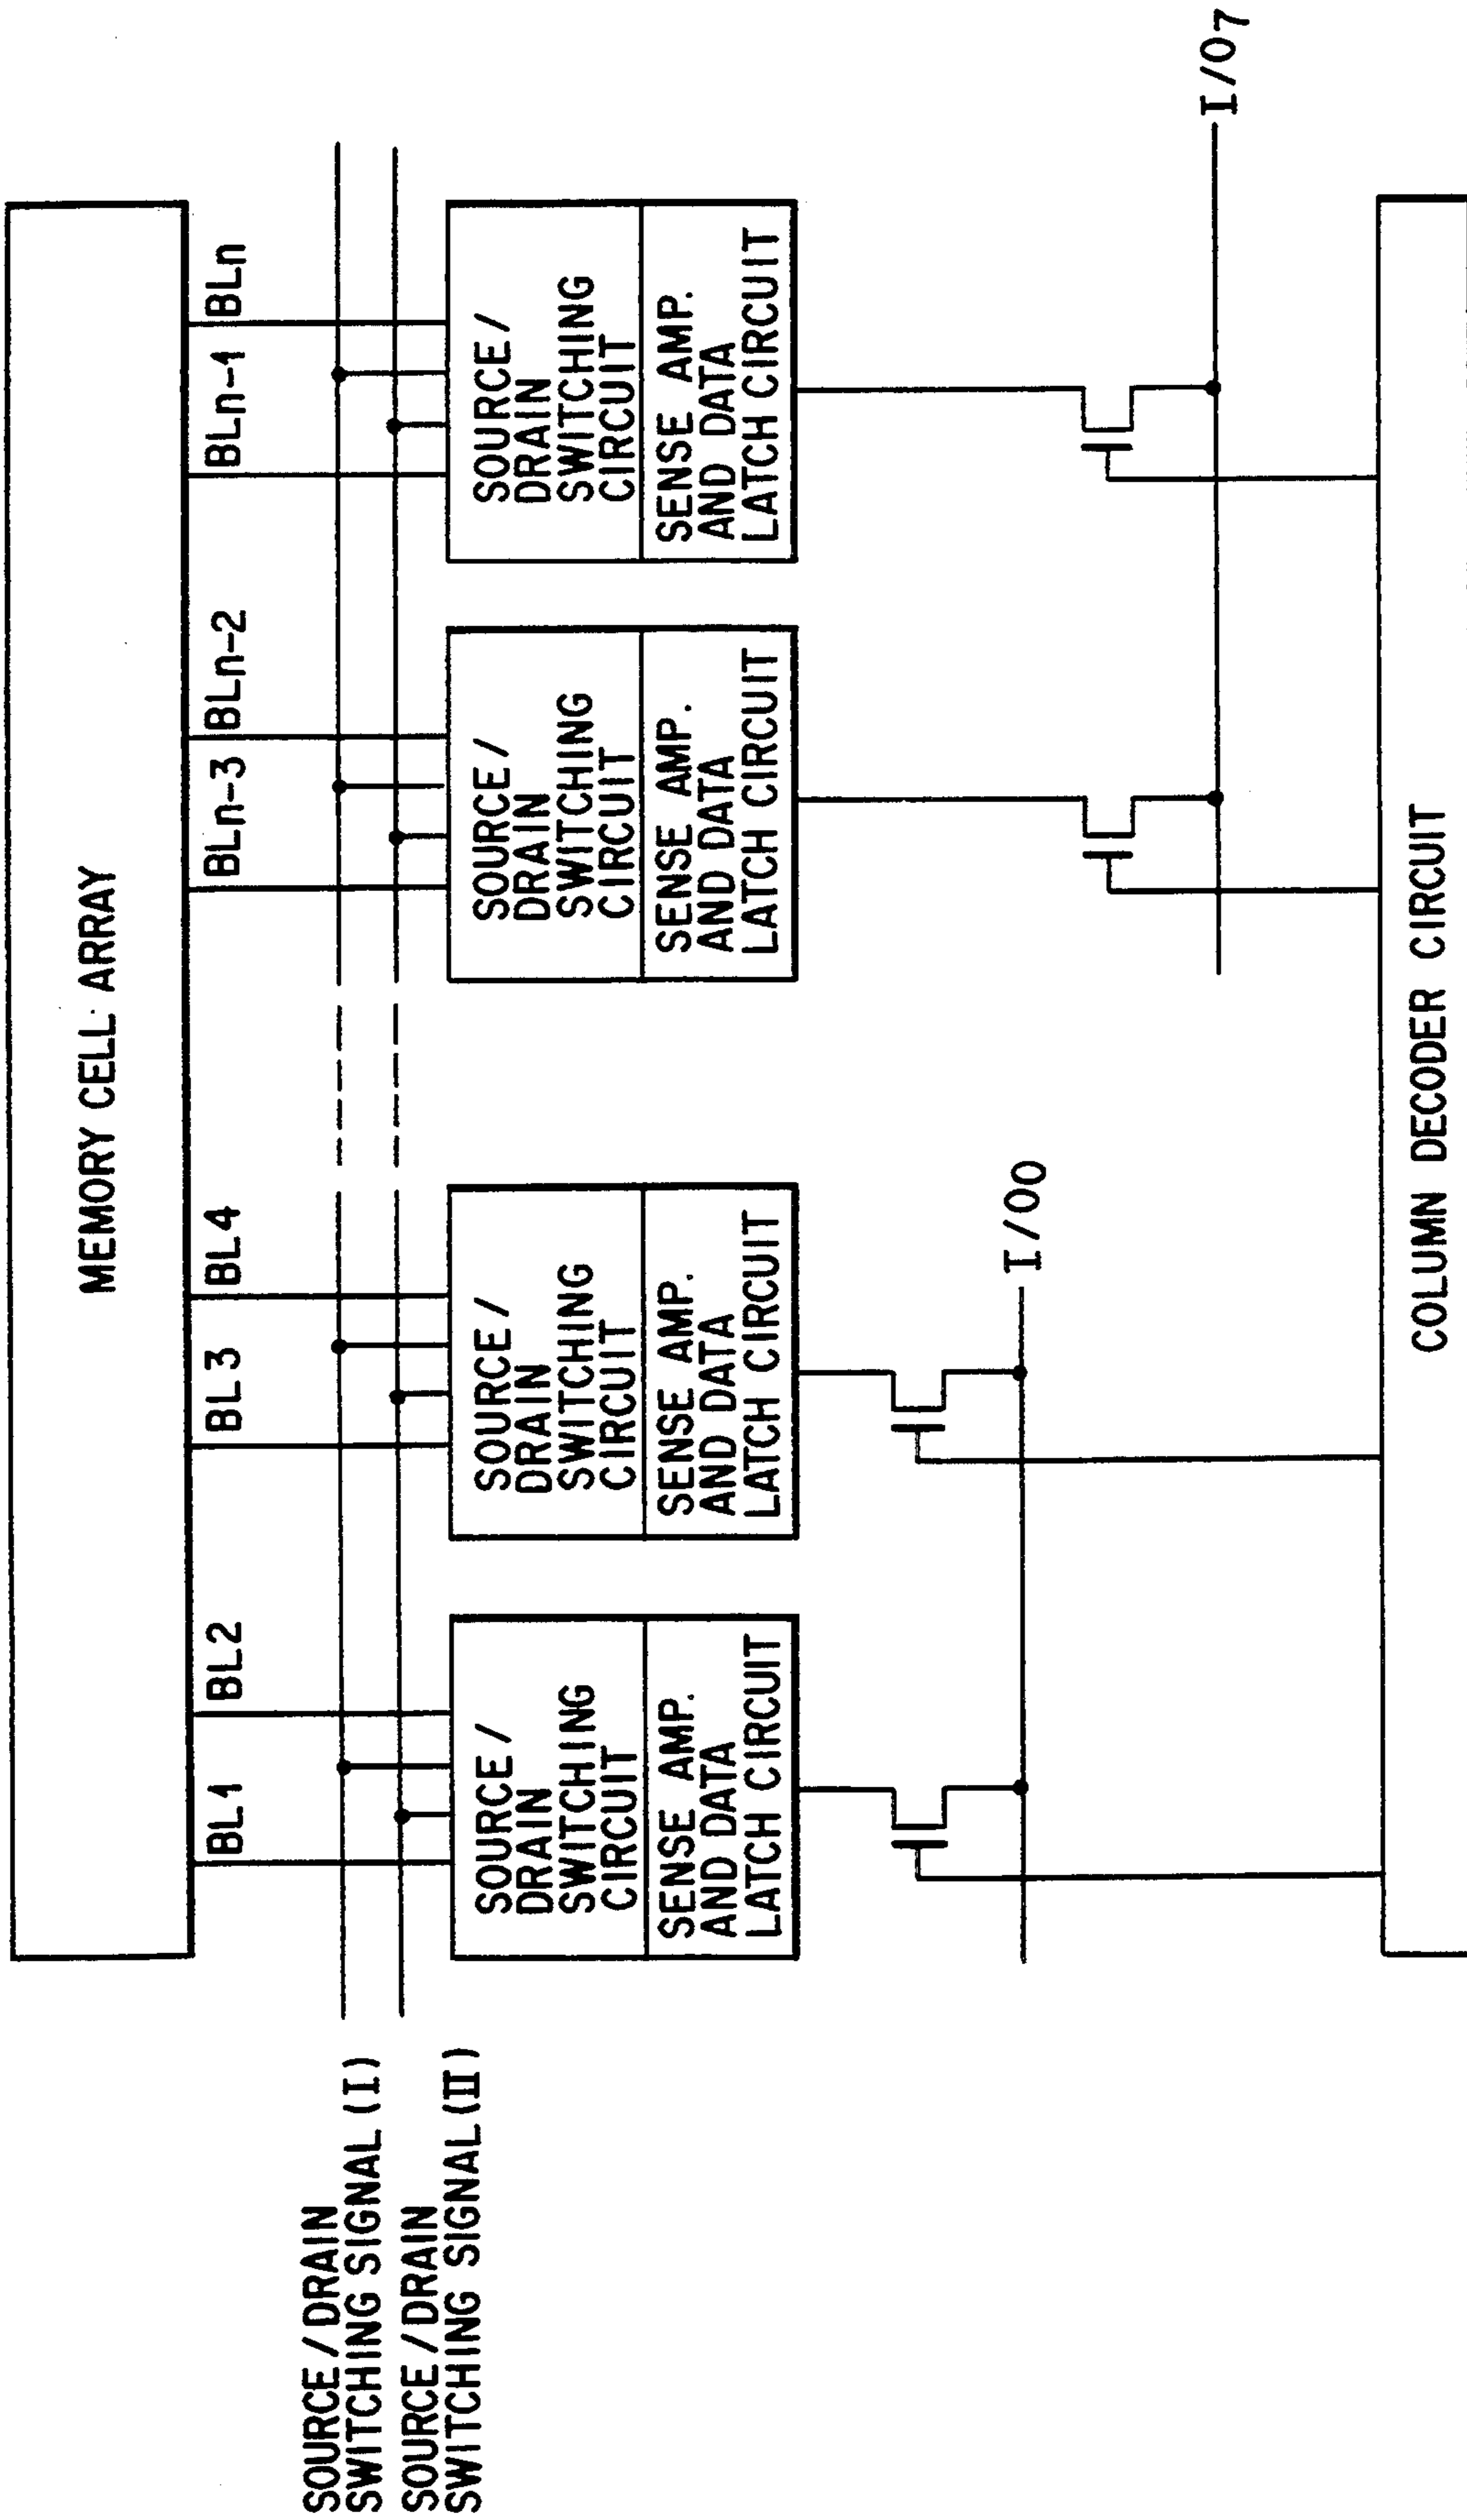 MEMORY CELL ARRAY
BL1
BL2
BL3
BL4
BLn-3
BLn-2
BLn-1
BLn
SOURCE/DRAIN
SWITCHING SIGNAL(I)
SOURCE/DRAIN
SWITCHING SIGNAL(II)
SOURCE/
DRAIN
SWITCHING
CIRCUIT
SENSE AMP.
AND DATA
LATCH CIRCUIT
SOURCE/
DRAIN
SWITCHING
CIRCUIT
SENSE AMP.
AND DATA
LATCH CIRCUIT
SOURCE/
DRAIN
SWITCHING
CIRCUIT
SENSE AMP.
AND DATA
LATCH CIRCUIT
SOURCE/
DRAIN
SWITCHING
CIRCUIT
SENSE AMP.
AND DATA
LATCH CIRCUIT
I/O0
I/O7
COLUMN DECODER CIRCUIT